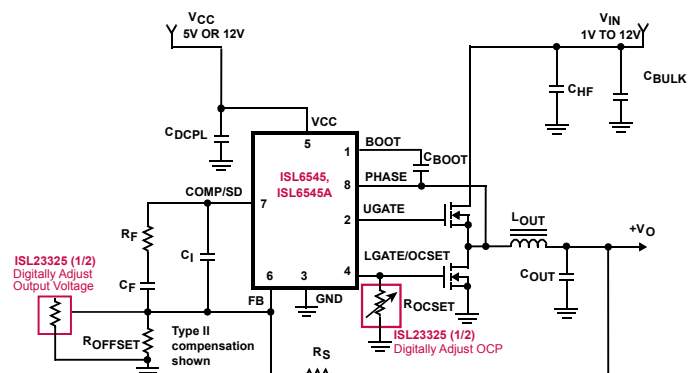 VCC
5V OR 12V
VIN
1V TO 12V
CHF
CBULK
CDCPL
VCC
5
BOOT
1
CBOOT
ISL6545,
ISL6545A
PHASE
8
COMP/SD
7
UGATE
2
RF
CI
LOUT
+VO
ISL23325 (1/2)
Digitally Adjust
Output Voltage
CF
6
3
4
LGATE/OCSET
COUT
FB
GND
ROCSET
ROFFSET
Type II
compensation
shown
ISL23325 (1/2)
Digitally Adjust OCP
RS